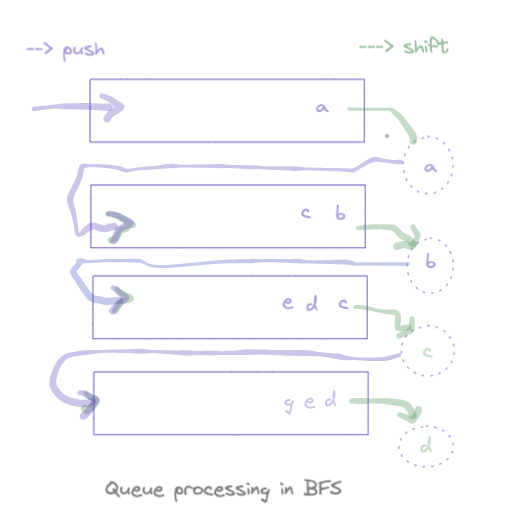 --> push
---> shift
a
a
c b
b
e d c
c
g e d
d
Queue processing in BFS